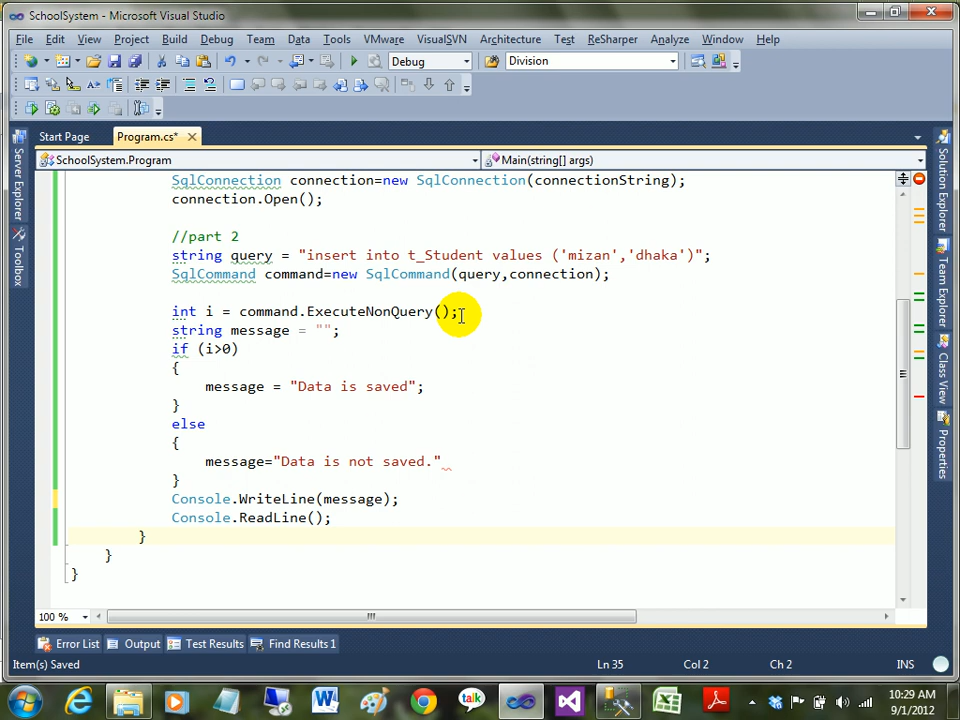 SchoolSystem - Microsoft Visual Studio
File Edit View Project Build Debug Team Data Tools VMware VisualSVN Architecture Test ReSharper Analyze Window Help
Debug Division
Start Page Program.cs*
SchoolSystem.Program Main(string[] args)
SqlConnection connection=new SqlConnection(connectionString);
connection.Open();
//part 2
string query = "insert into t_Student values ('mizan','dhaka')";
SqlCommand command=new SqlCommand(query,connection);
int i = command.ExecuteNonQuery();
string message = "";
if (i>0)
{
message = "Data is saved";
}
else
{
message="Data is not saved."
}
Console.WriteLine(message);
Console.ReadLine();
}
}
}
Server Explorer
Toolbox
Solution Explorer
Team Explorer
Class View
Properties
100 %
Error List Output Test Results Find Results 1
Item(s) Saved Ln 35 Col 2 Ch 2 INS
talk
10:29 AM
9/1/2012